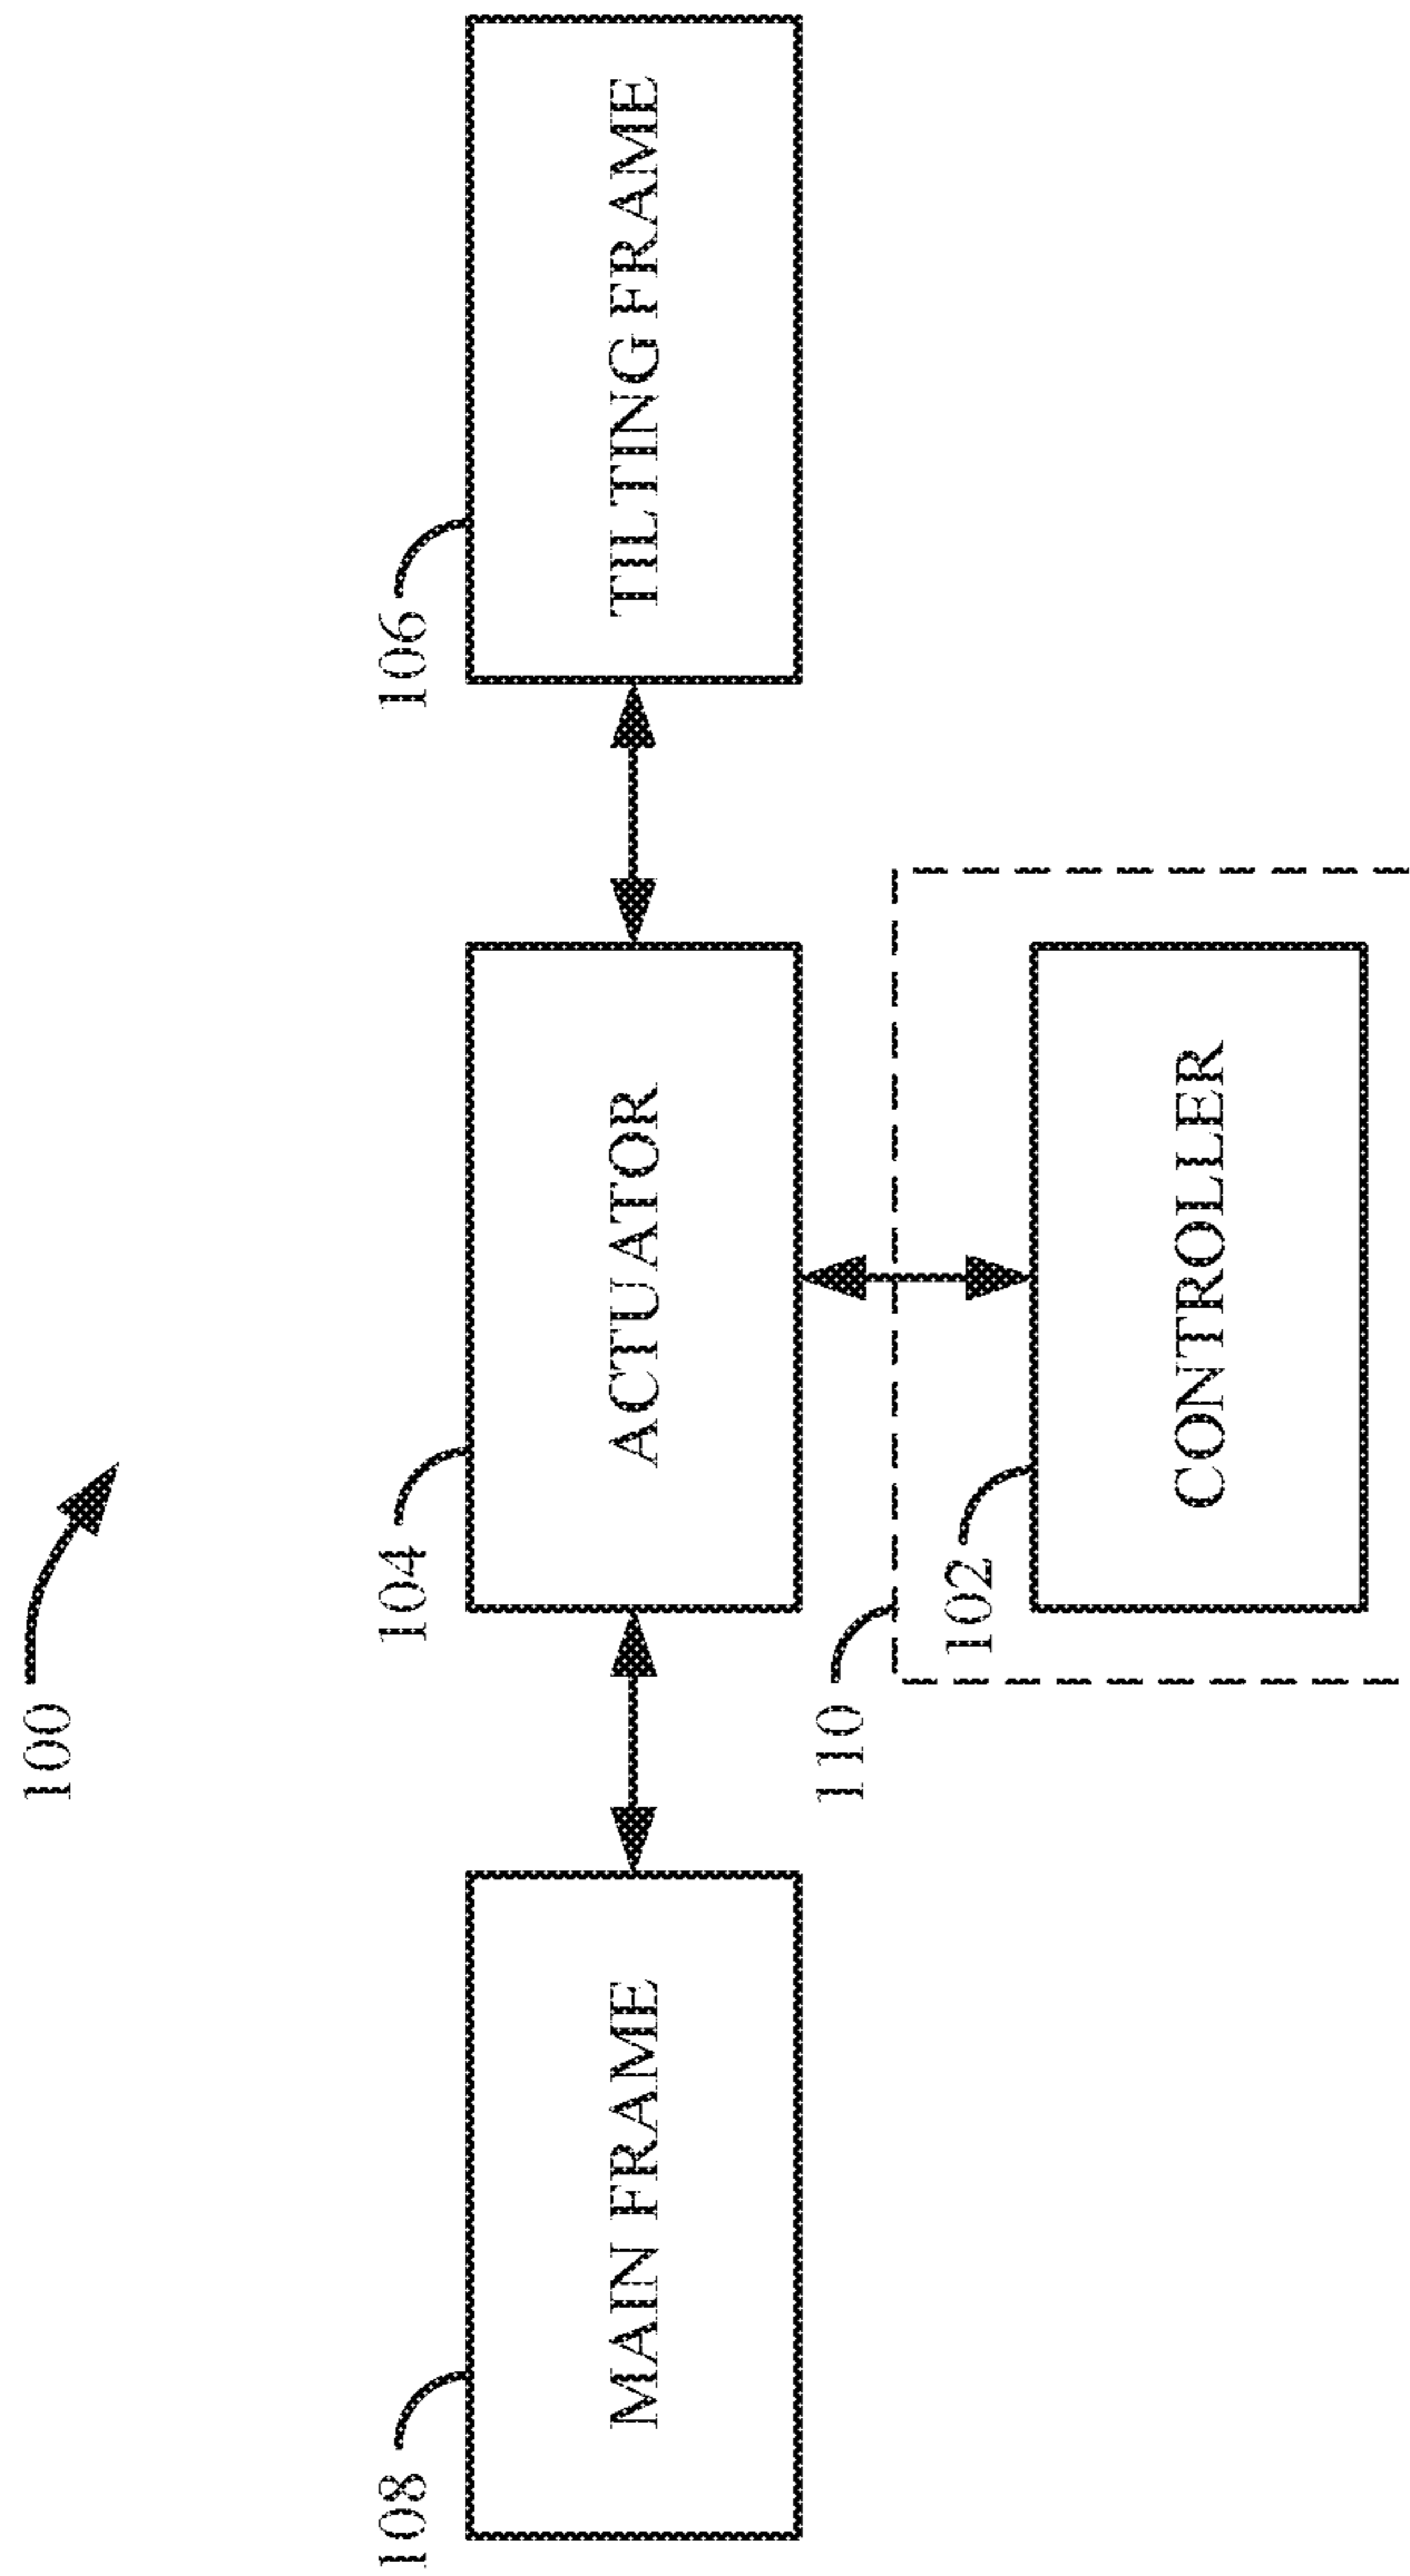 100
108
MAIN FRAME
104
ACTUATOR
106
TILTING FRAME
110
102
CONTROLLER